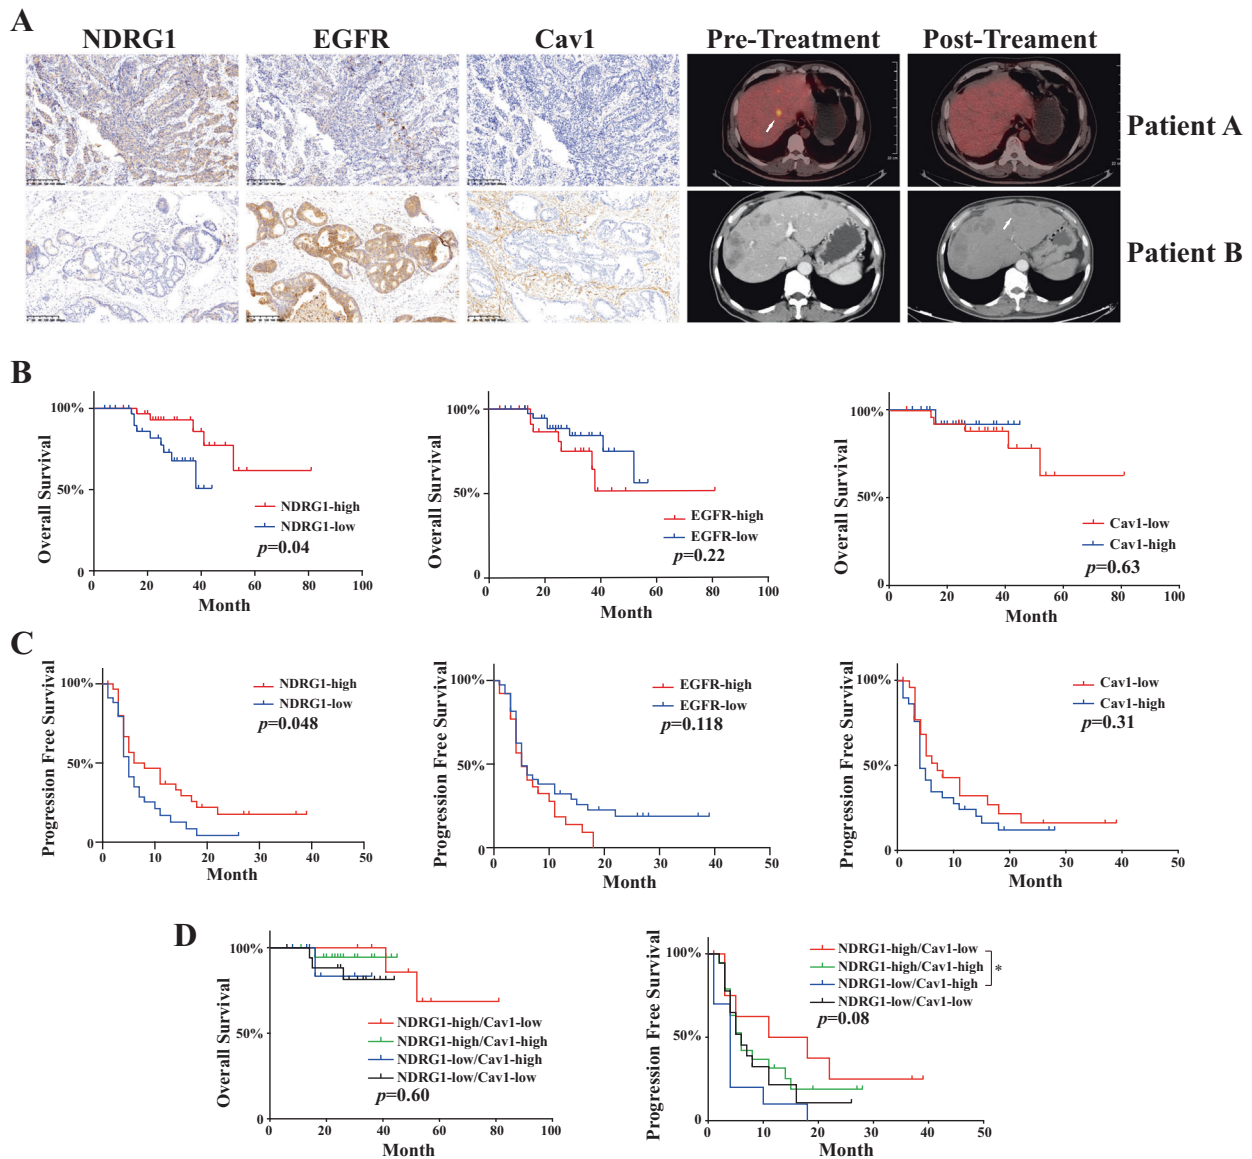 A
NDRG1 EGFR Cav1 Pre-Treatment Post-Treament
Patient A
Patient B
B
Overall Survival
100%
50%
0
0 20 40 60 80 100
Month
NDRG1-high
NDRG1-low
p=0.04
Overall Survival
100%
50%
0
0 20 40 60 80 100
Month
EGFR-high
EGFR-low
p=0.22
Overall Survival
100%
50%
0
0 20 40 60 80 100
Month
Cav1-low
Cav1-high
p=0.63
C
Progression Free Survival
100%
50%
0
0 10 20 30 40 50
Month
NDRG1-high
NDRG1-low
p=0.048
Progression Free Survival
100%
50%
0
0 10 20 30 40 50
Month
EGFR-high
EGFR-low
p=0.118
Progression Free Survival
100%
50%
0
0 10 20 30 40 50
Month
Cav1-low
Cav1-high
p=0.31
D
Overall Survival
100%
50%
0
0 20 40 60 80 100
Month
NDRG1-high/Cav1-low
NDRG1-high/Cav1-high
NDRG1-low/Cav1-high
NDRG1-low/Cav1-low
p=0.60
Progression Free Survival
100%
50%
0
0 10 20 30 40 50
Month
NDRG1-high/Cav1-low
NDRG1-high/Cav1-high
NDRG1-low/Cav1-high
NDRG1-low/Cav1-low
*
p=0.08